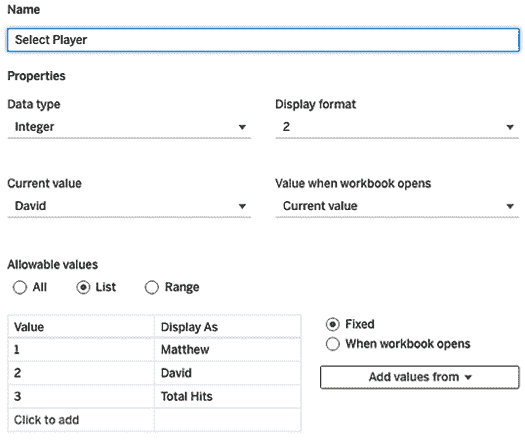 Name
Select Player
Properties
Data type Display format
Integer 2
Current value Value when workbook opens
David Current value
Allowable values
All List Range
Value Display As
1 Matthew
2 David
3 Total Hits
Click to add
Fixed
When workbook opens
Add values from